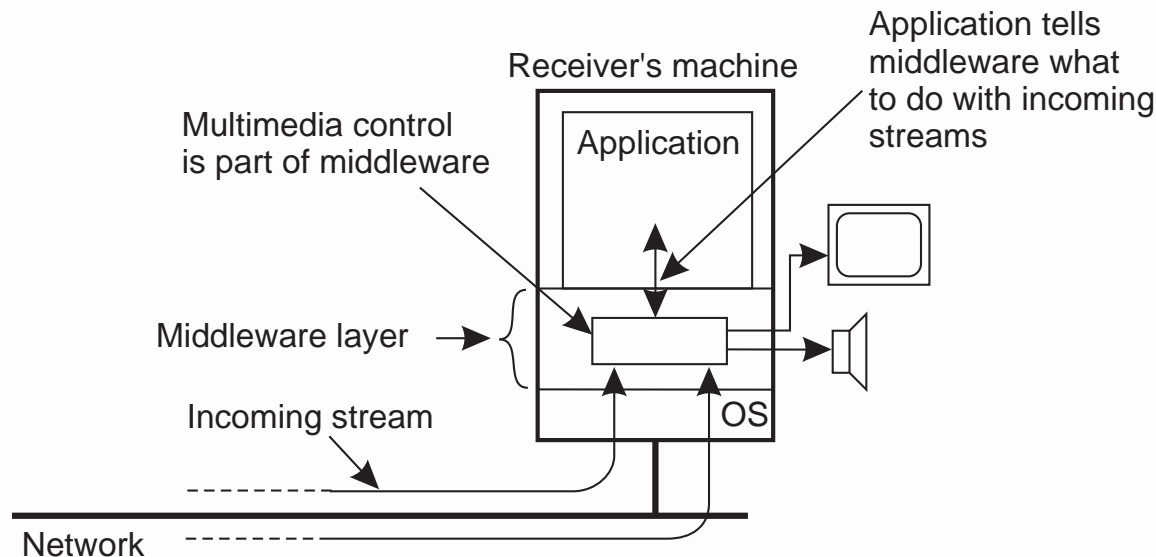 Application tells
middleware what
to do with incoming
streams
Receiver's machine
Multimedia control
is part of middleware
Application
Middleware layer
Incoming stream
OS
Network